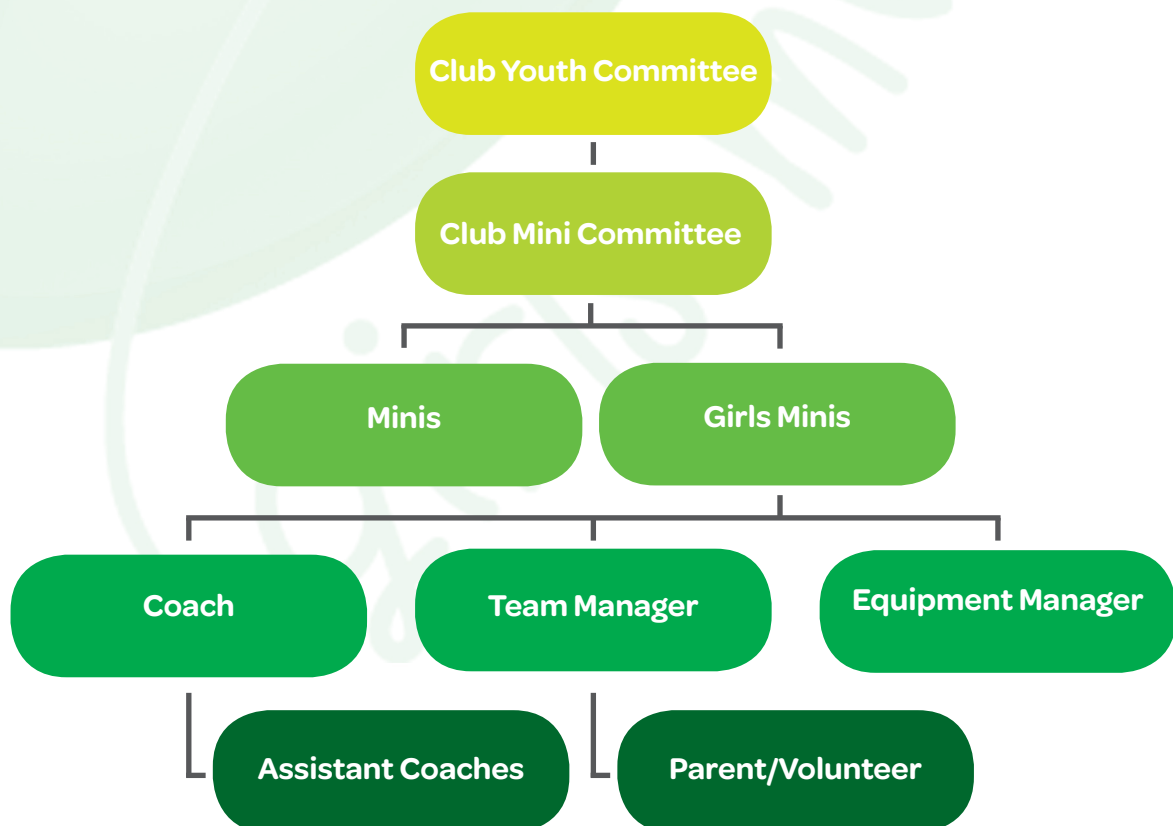 Club Youth Committee
Club Mini Committee
Minis
Girls Minis
Coach
Team Manager
Equipment Manager
Assistant Coaches
Parent/Volunteer